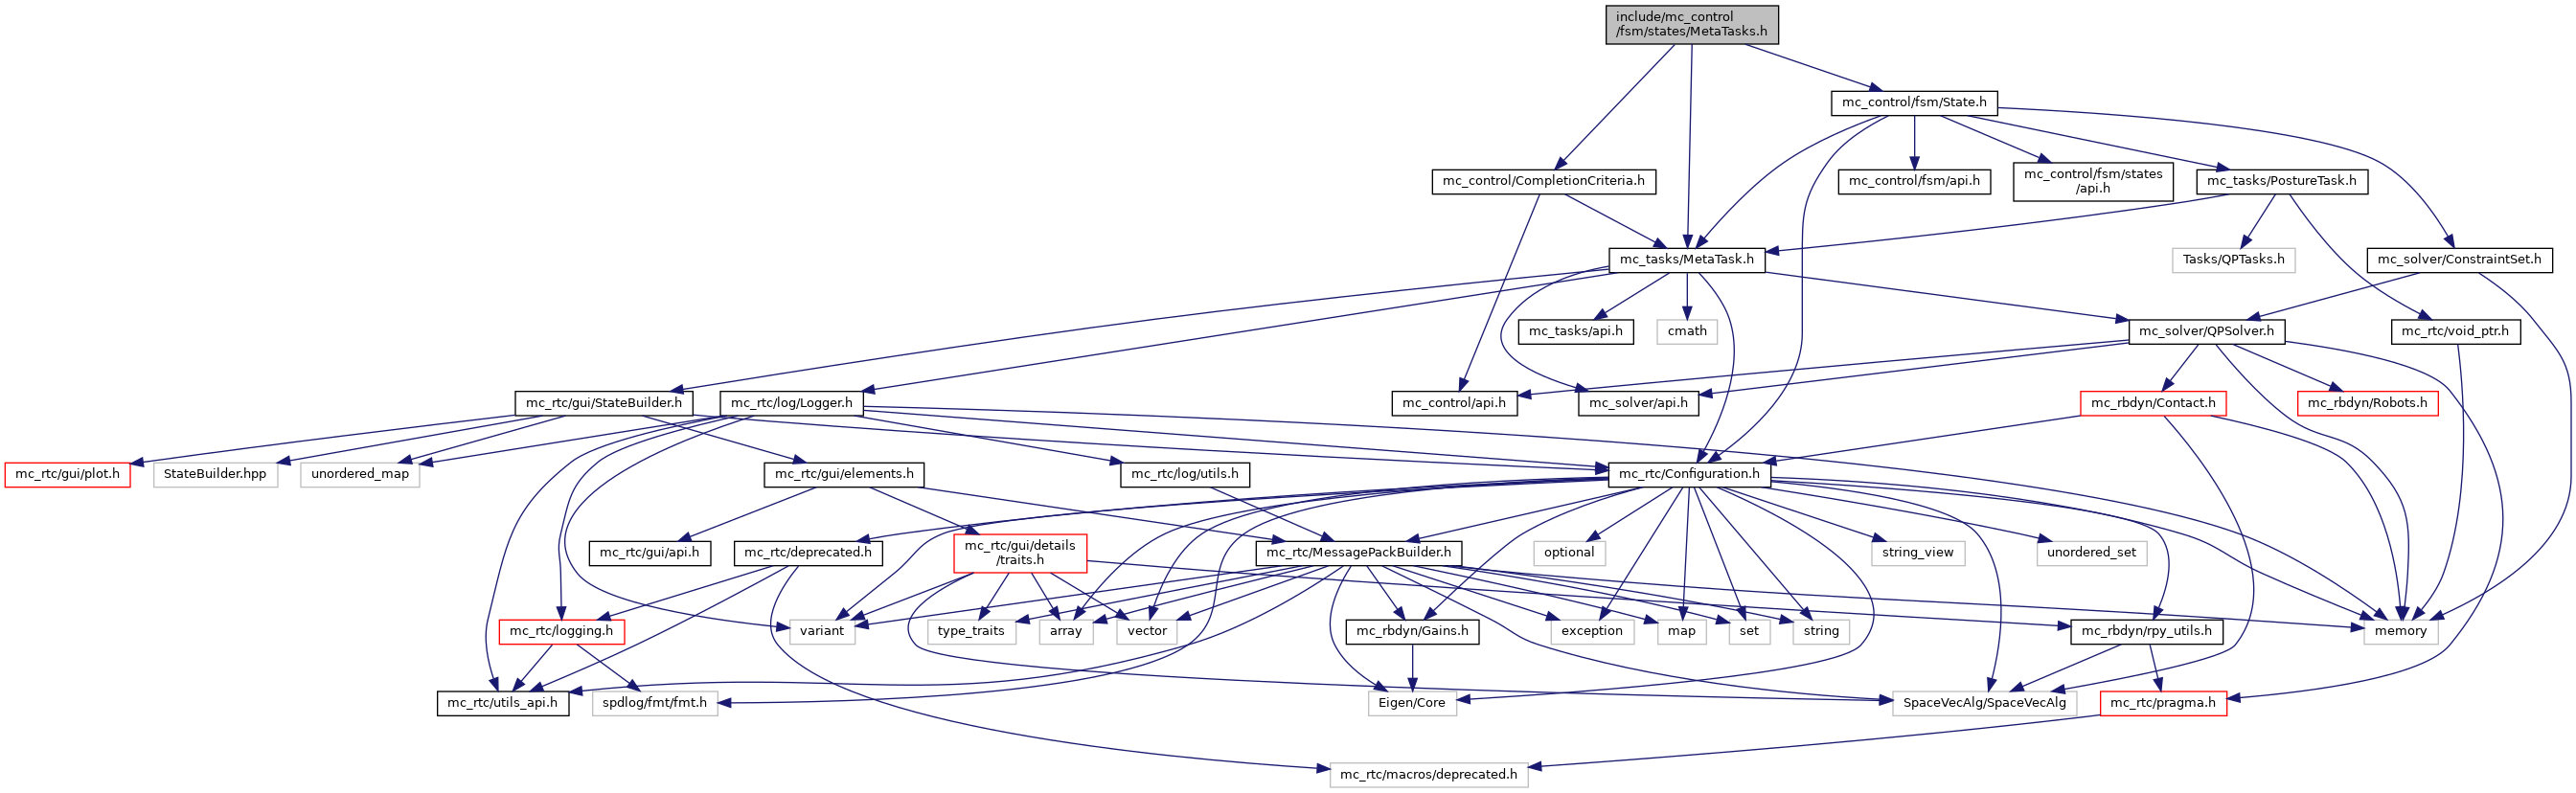 include/mc_control
/fsm/states/MetaTasks.h
mc_control/fsm/State.h
mc_control/CompletionCriteria.h
mc_control/fsm/api.h
mc_control/fsm/states
/api.h
mc_tasks/PostureTask.h
mc_tasks/MetaTask.h
Tasks/QPTasks.h
mc_solver/ConstraintSet.h
mc_tasks/api.h
cmath
mc_solver/QPSolver.h
mc_rtc/void_ptr.h
mc_rtc/gui/StateBuilder.h
mc_rtc/log/Logger.h
mc_control/api.h
mc_solver/api.h
mc_rbdyn/Contact.h
mc_rbdyn/Robots.h
mc_rtc/gui/plot.h
StateBuilder.hpp
unordered_map
mc_rtc/gui/elements.h
mc_rtc/log/utils.h
mc_rtc/Configuration.h
mc_rtc/gui/api.h
mc_rtc/deprecated.h
mc_rtc/gui/details
/traits.h
mc_rtc/MessagePackBuilder.h
optional
string_view
unordered_set
mc_rtc/logging.h
variant
type_traits
array
vector
mc_rbdyn/Gains.h
exception
map
set
string
mc_rbdyn/rpy_utils.h
memory
mc_rtc/utils_api.h
spdlog/fmt/fmt.h
Eigen/Core
SpaceVecAlg/SpaceVecAlg
mc_rtc/pragma.h
mc_rtc/macros/deprecated.h